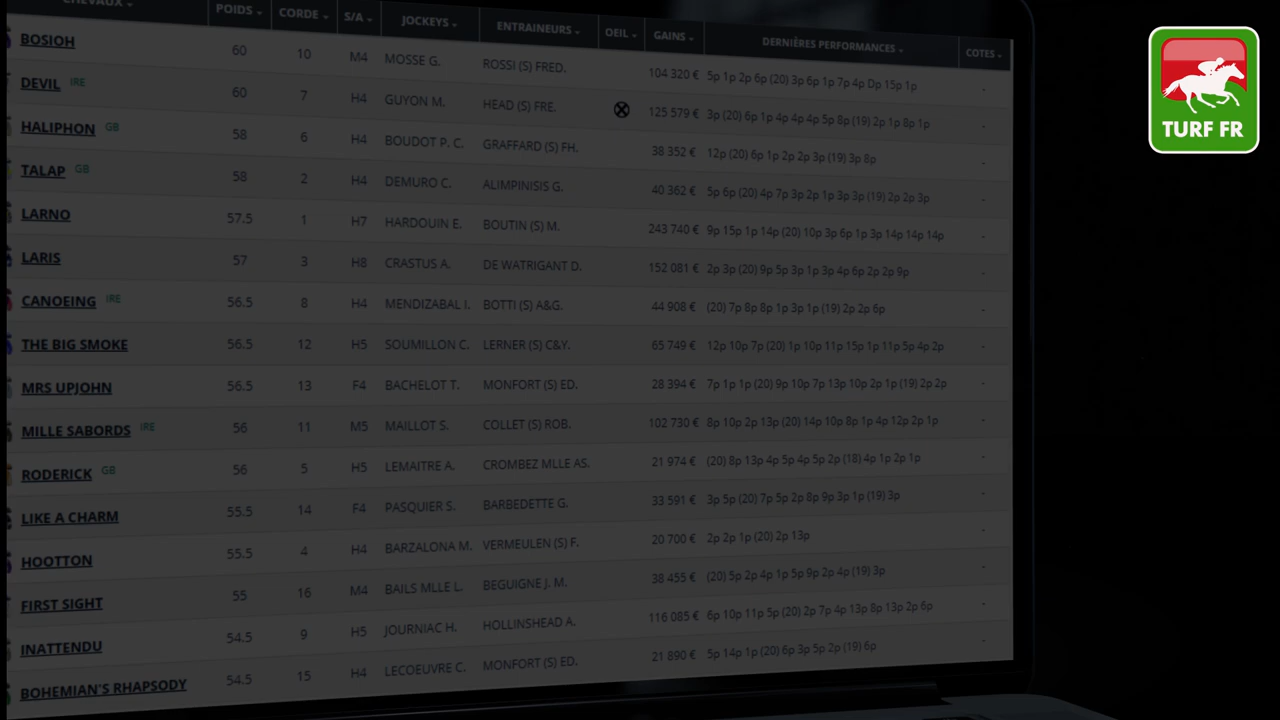 CHEVAUX POIDS CORDE S/A JOCKEYS ENTRAINEURS OEIL GAINS DERNIÈRES PERFORMANCES COTES
BOSIOH 60 10 M4 MOSSE G. ROSSI (S) FRED. 104 320 € 5p 1p 2p 6p (20) 3p 6p 1p 7p 4p Dp 15p 1p -
DEVIL IRE 60 7 H4 GUYON M. HEAD (S) FRE. 125 579 € 3p (20) 6p 1p 4p 4p 4p 5p 8p (19) 2p 1p 8p 1p -
HALIPHON GB 58 6 H4 BOUDOT P. C. GRAFFARD (S) FH. 38 352 € 12p (20) 6p 1p 2p 2p 3p (19) 3p 8p -
TALAP GB 58 2 H4 DEMURO C. ALIMPINISIS G. 40 362 € 5p 6p (20) 4p 7p 3p 2p 1p 3p 3p (19) 2p 2p 3p -
LARNO 57.5 1 H7 HARDOUIN E. BOUTIN (S) M. 243 740 € 9p 15p 1p 14p (20) 10p 3p 6p 1p 3p 14p 14p 14p -
LARIS 57 3 H8 CRASTUS A. DE WATRIGANT D. 152 081 € 2p 3p (20) 9p 5p 3p 1p 3p 4p 6p 2p 2p 9p -
CANOEING IRE 56.5 8 H4 MENDIZABAL I. BOTTI (S) A&G. 44 908 € (20) 7p 8p 8p 1p 3p 1p (19) 2p 2p 6p -
THE BIG SMOKE 56.5 12 H5 SOUMILLON C. LERNER (S) C&Y. 65 749 € 12p 10p 7p (20) 1p 10p 11p 15p 1p 11p 5p 4p 2p -
MRS UPJOHN 56.5 13 F4 BACHELOT T. MONFORT (S) ED. 28 394 € 7p 1p 1p (20) 9p 10p 7p 13p 10p 2p 1p (19) 2p 2p -
MILLE SABORDS IRE 56 11 M5 MAILLOT S. COLLET (S) ROB. 102 730 € 8p 10p 2p 13p (20) 14p 10p 8p 1p 4p 12p 2p 1p -
RODERICK GB 56 5 H5 LEMAITRE A. CROMBEZ MLLE AS. 21 974 € (20) 8p 13p 4p 5p 4p 5p 2p (18) 4p 1p 2p 1p -
LIKE A CHARM 55.5 14 F4 PASQUIER S. BARBEDETTE G. 33 591 € 3p 5p (20) 7p 5p 2p 8p 9p 3p 1p (19) 3p -
HOOTTON 55.5 4 H4 BARZALONA M. VERMEULEN (S) F. 20 700 € 2p 2p 1p (20) 2p 13p -
FIRST SIGHT 55 16 M4 BAILS MLLE L. BEGUIGNE J. M. 38 455 € (20) 5p 2p 4p 1p 5p 9p 2p 4p (19) 3p -
INATTENDU 54.5 9 H5 JOURNIAC H. HOLLINSHEAD A. 116 085 € 6p 10p 11p 5p (20) 2p 7p 4p 13p 8p 13p 2p 6p -
BOHEMIAN'S RHAPSODY 54.5 15 H4 LECOEUVRE C. MONFORT (S) ED. 21 890 € 5p 14p 1p (20) 6p 3p 5p 2p (19) 6p -
TURF FR